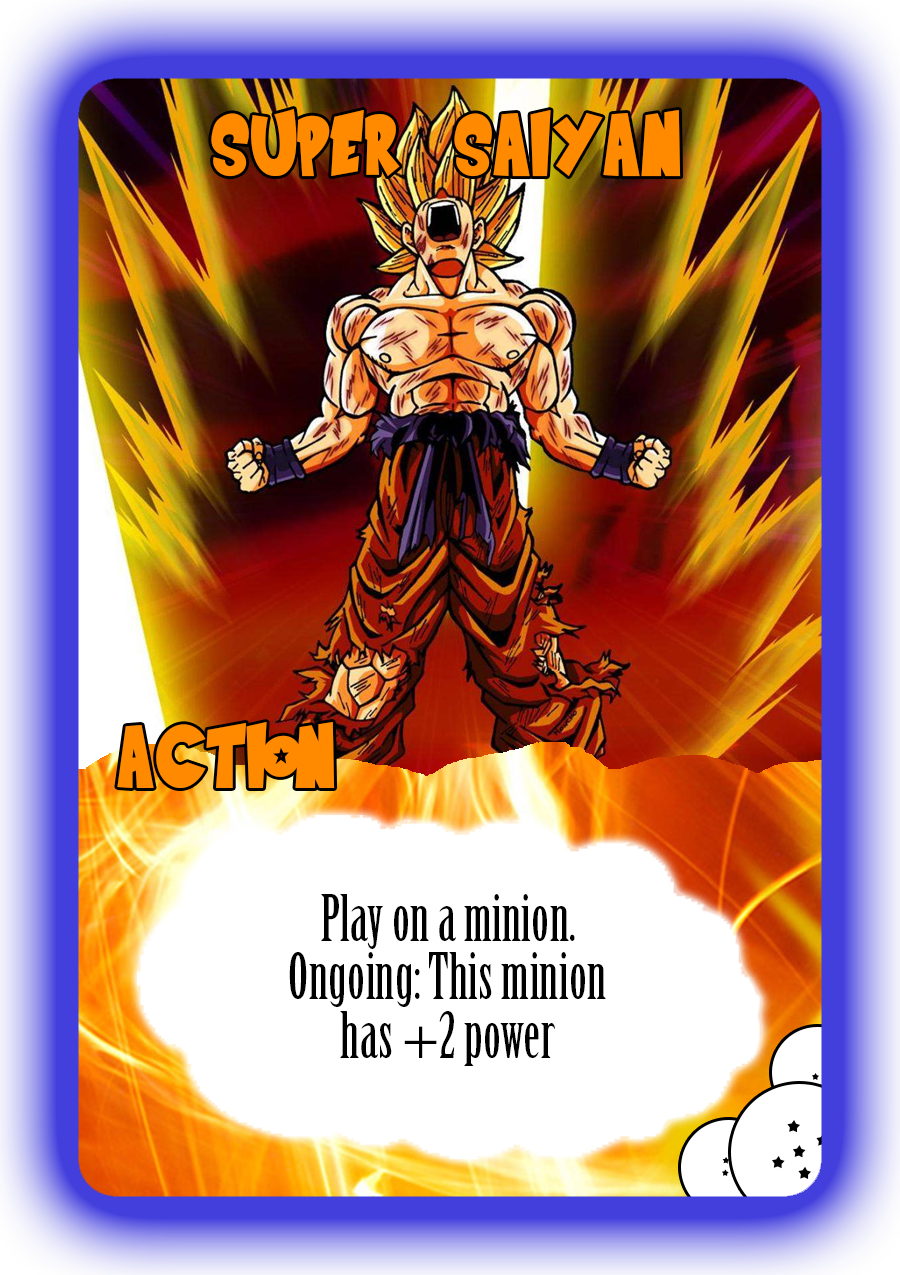 SUPER SAIYAN
ACTION
Play on a minion.
Ongoing: This minion
has +2 power